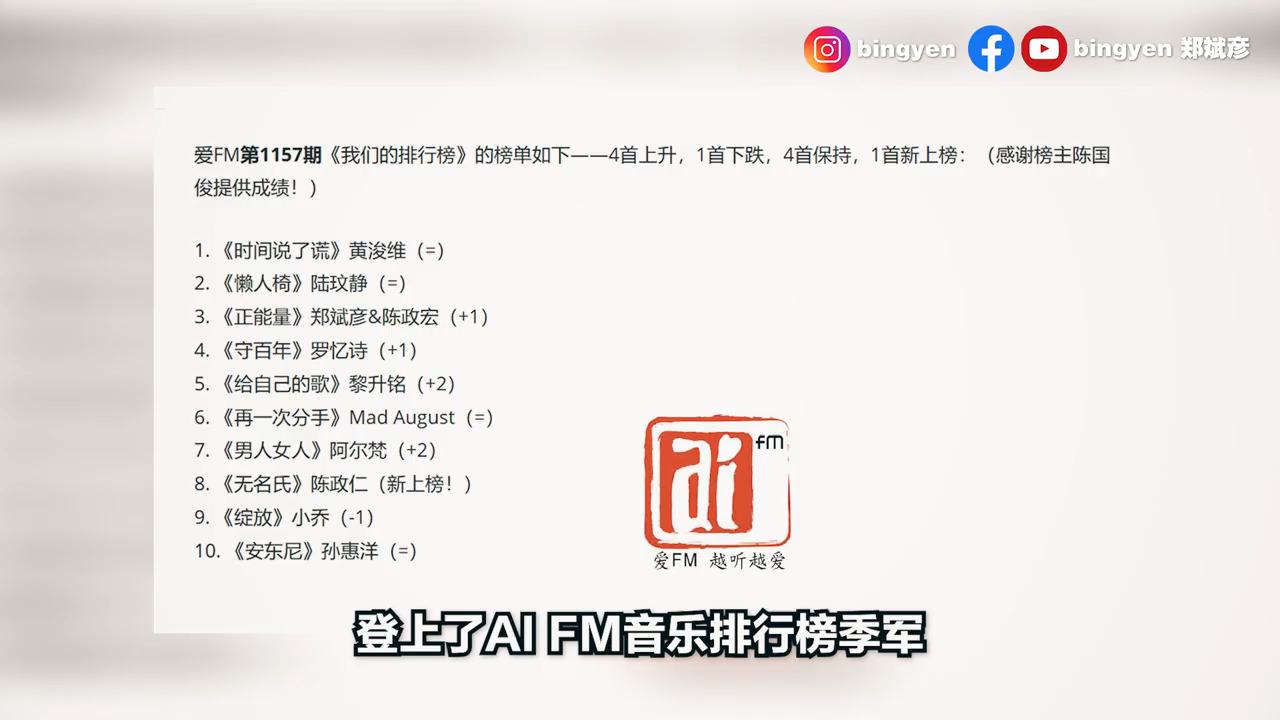 bingyen
bingyen 郑斌彦
爱FM第1157期《我们的排行榜》的榜单如下——4首上升，1首下跌，4首保持，1首新上榜：（感谢榜主陈国
俊提供成绩！）
1. 《时间说了谎》黄浚维（=）
2. 《懒人椅》陆玟静（=）
3. 《正能量》郑斌彦&陈政宏（+1）
4. 《守百年》罗忆诗（+1）
5. 《给自己的歌》黎升铭（+2）
6. 《再一次分手》Mad August（=）
7. 《男人女人》阿尔梵（+2）
8. 《无名氏》陈政仁（新上榜！）
9. 《绽放》小乔（-1）
10. 《安东尼》孙惠洋（=）
ai fm
爱FM 越听越爱
登上了AI FM音乐排行榜季军